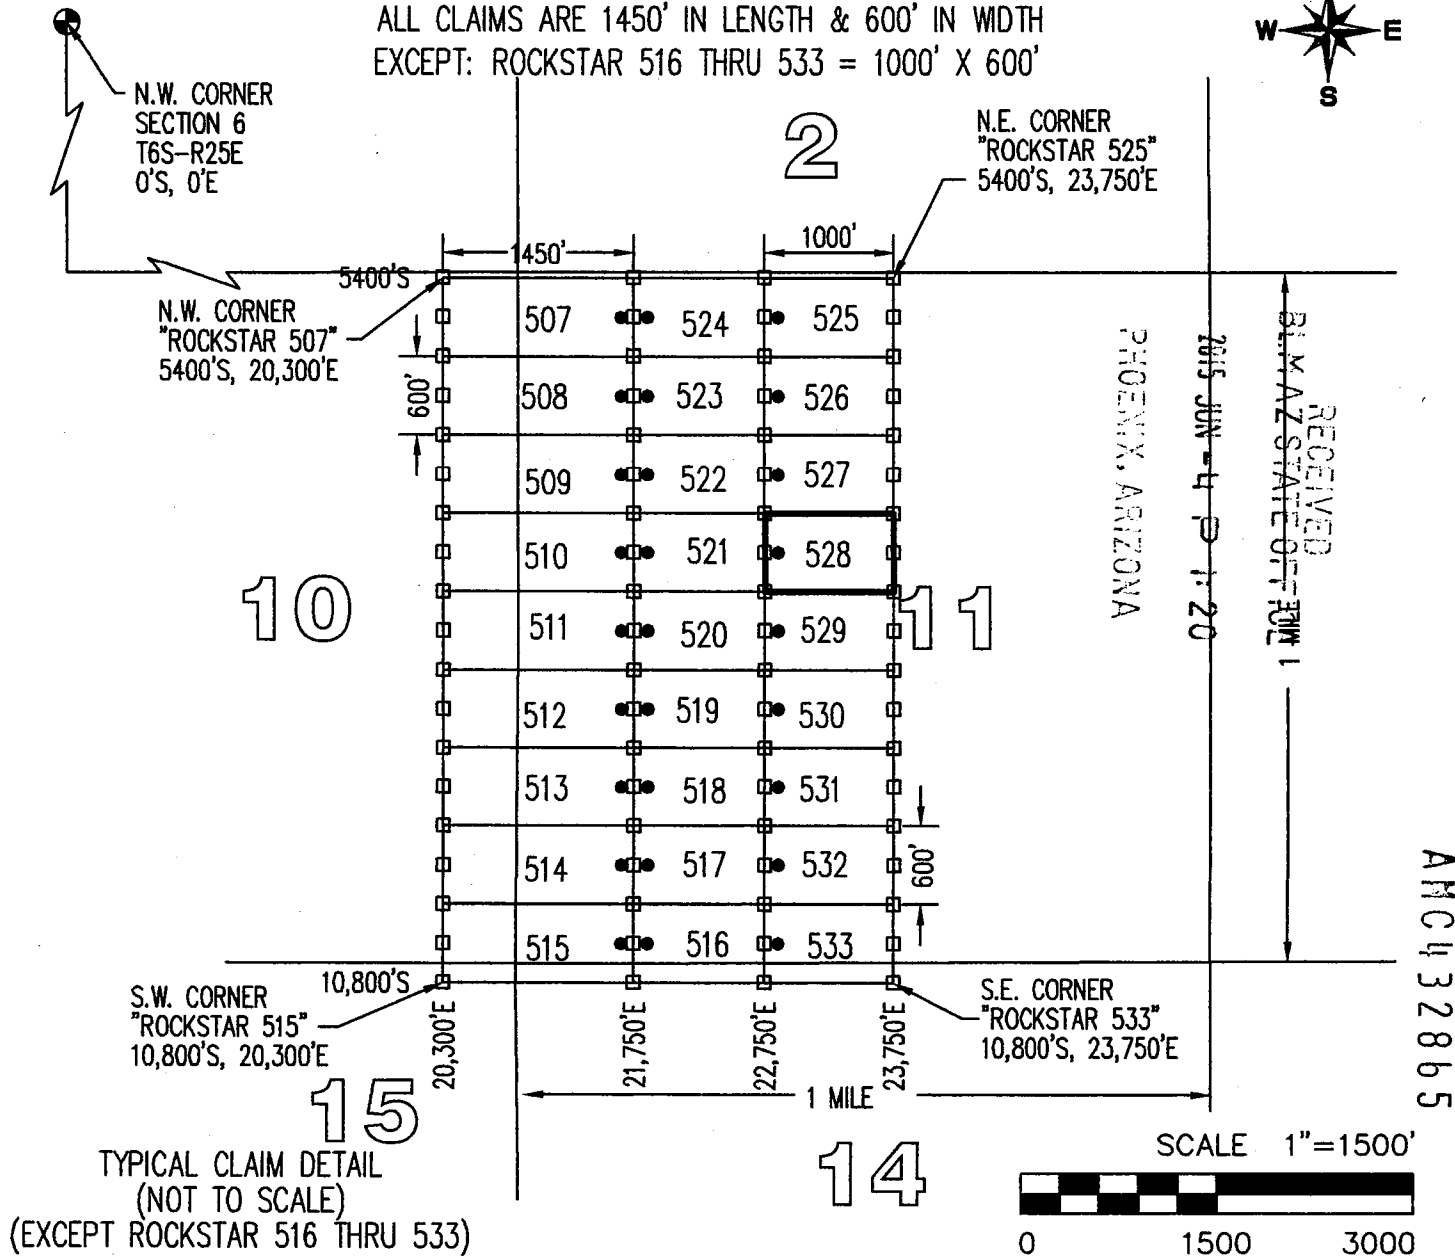 ALL CLAIMS ARE 1450' IN LENGTH & 600' IN WIDTH
EXCEPT: ROCKSTAR 516 THRU 533 = 1000' X 600'
W E
S
N.W. CORNER
SECTION 6
T6S-R25E
0'S, 0'E
2
N.E. CORNER
"ROCKSTAR 525"
5400'S, 23,750'E
1450'
1000'
5400'S
N.W. CORNER
"ROCKSTAR 507"
5400'S, 20,300'E
600'
507 524 525
508 523 526
509 522 527
510 521 528
511 520 529
512 519 530
513 518 531
514 517 532
515 516 533
10
11
600'
RECEIVED
BLM AZ STATE OFFICE
2015 JUN -4 P 1: 20
PHOENIX, ARIZONA
1 MILE
AMC432865
10,800'S
S.W. CORNER
"ROCKSTAR 515"
10,800'S, 20,300'E
20,300'E
21,750'E
22,750'E
23,750'E
S.E. CORNER
"ROCKSTAR 533"
10,800'S, 23,750'E
1 MILE
15
14
TYPICAL CLAIM DETAIL
(NOT TO SCALE)
(EXCEPT ROCKSTAR 516 THRU 533)
SCALE 1"=1500'
0 1500 3000